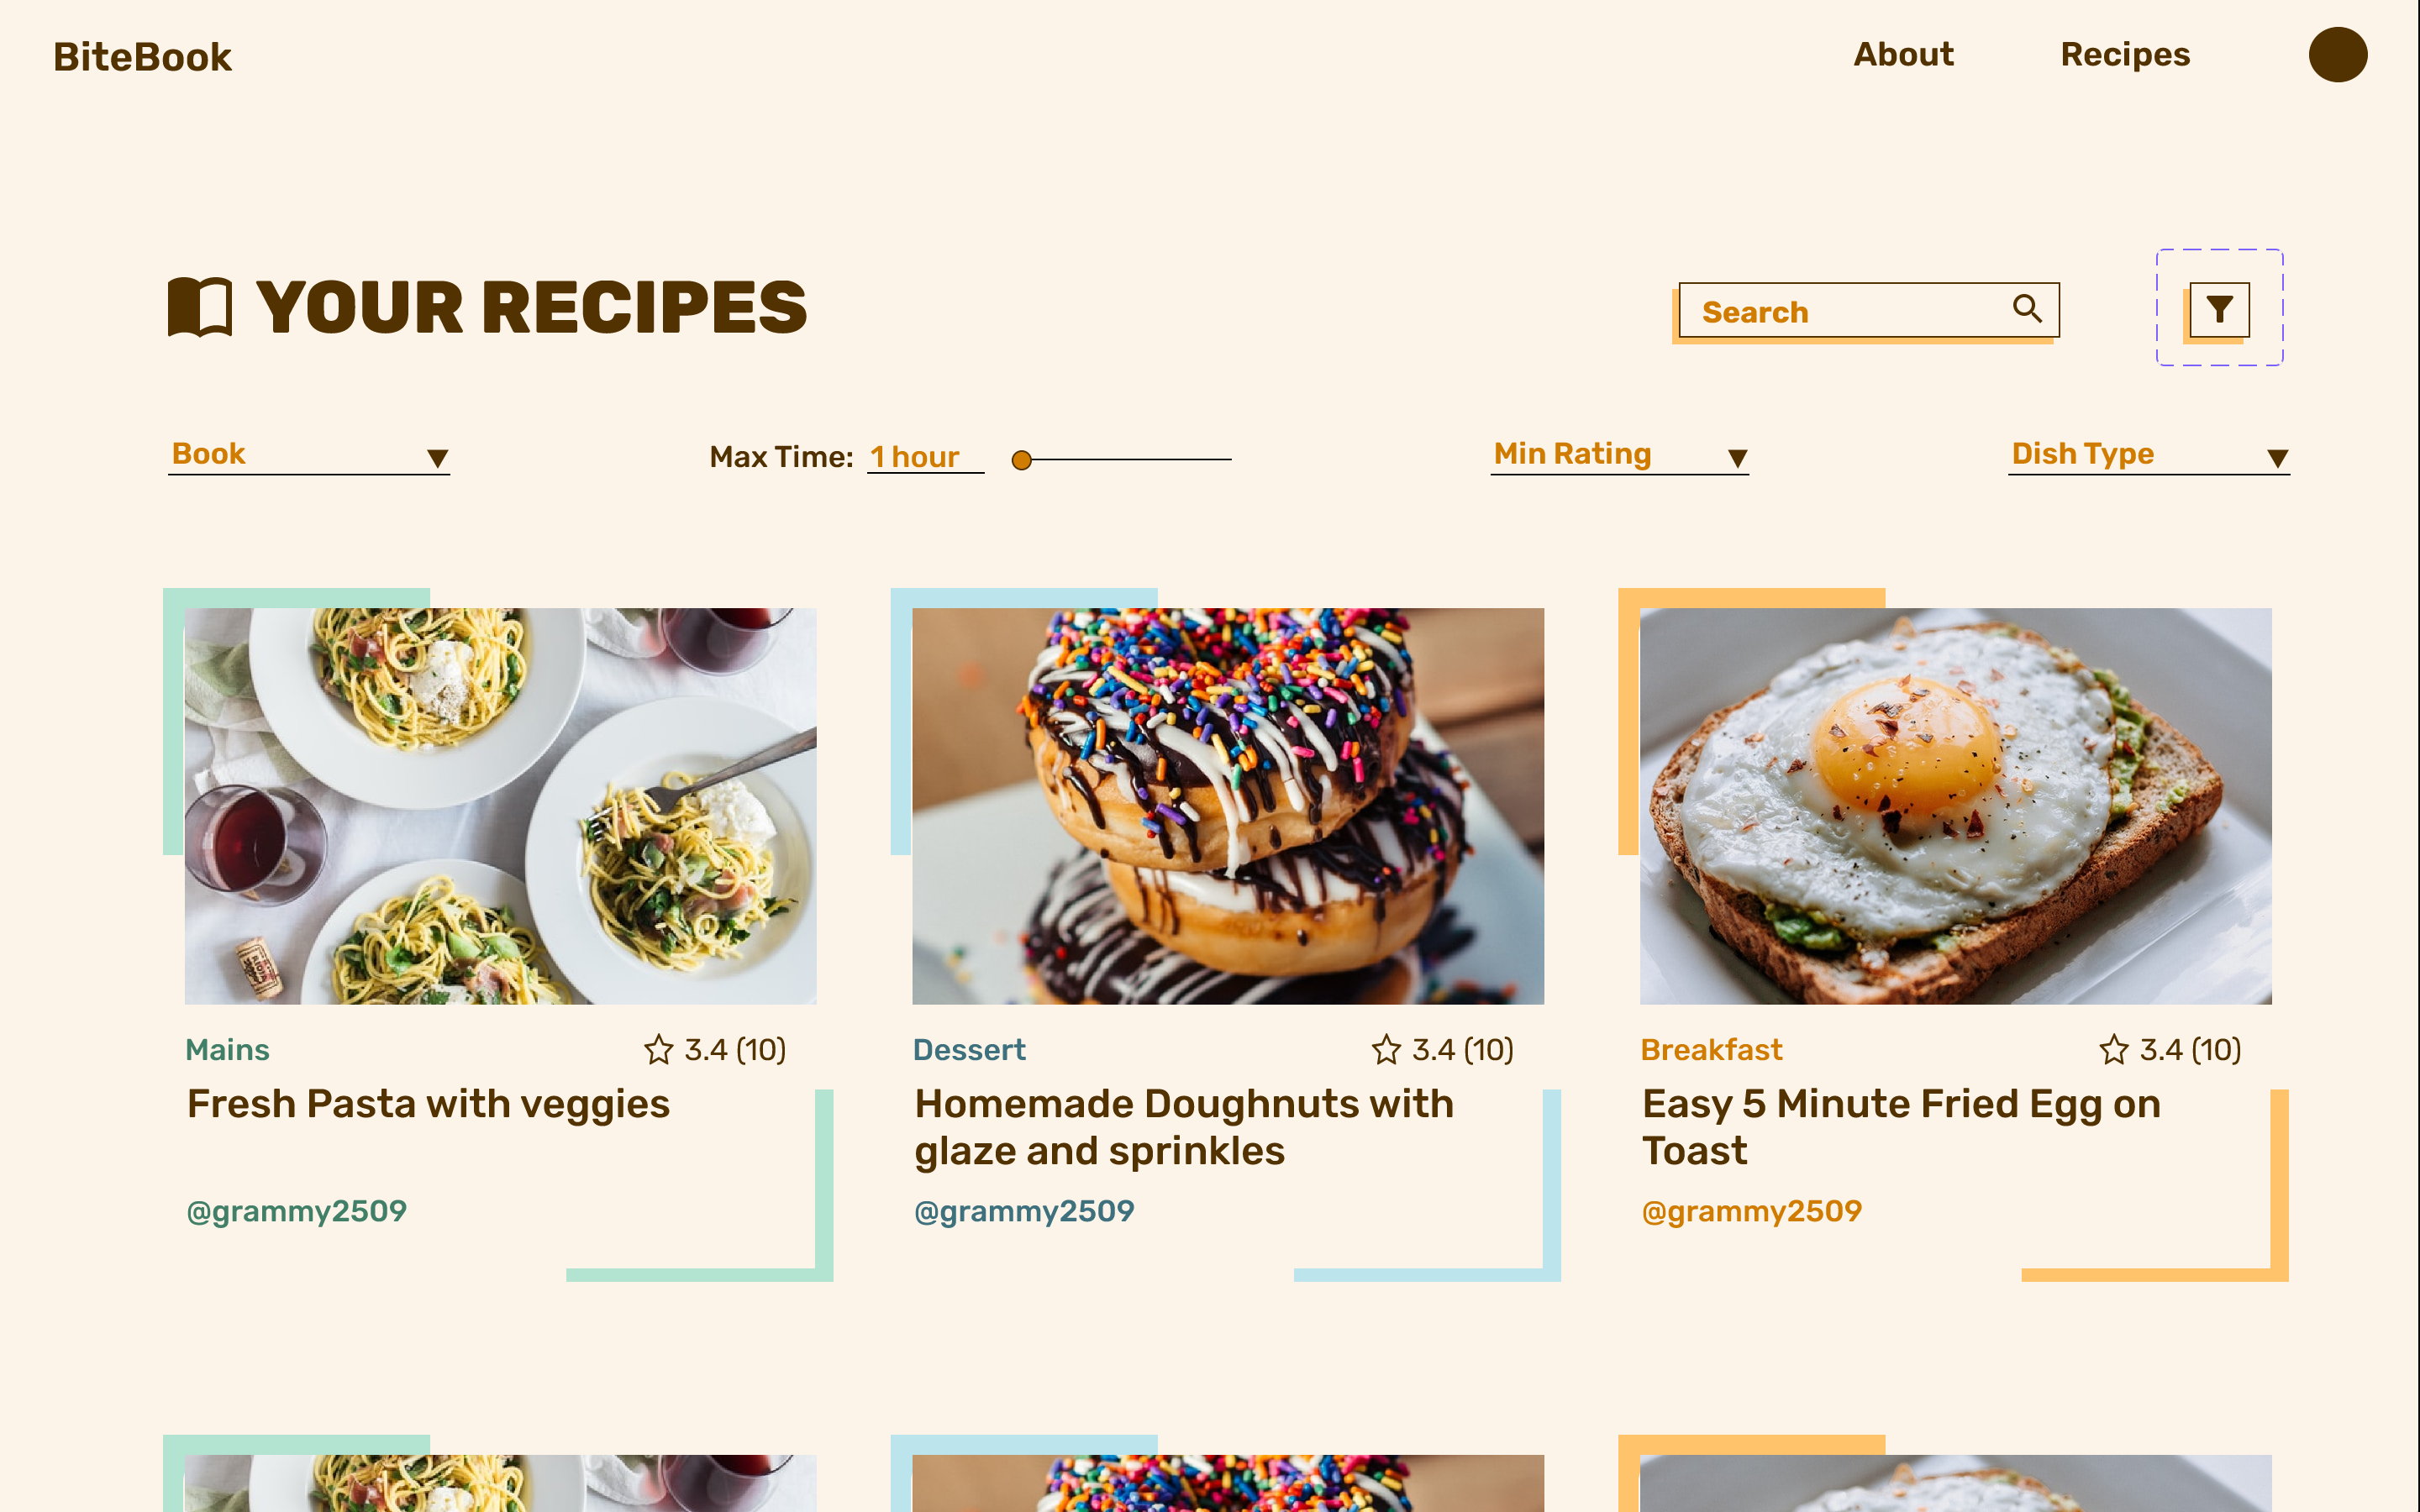 BiteBook
About
Recipes
YOUR RECIPES
Search
Book
Max Time: 1 hour
Min Rating
Dish Type
Mains
3.4 (10)
Fresh Pasta with veggies
@grammy2509
Dessert
3.4 (10)
Homemade Doughnuts with
glaze and sprinkles
@grammy2509
Breakfast
3.4 (10)
Easy 5 Minute Fried Egg on
Toast
@grammy2509